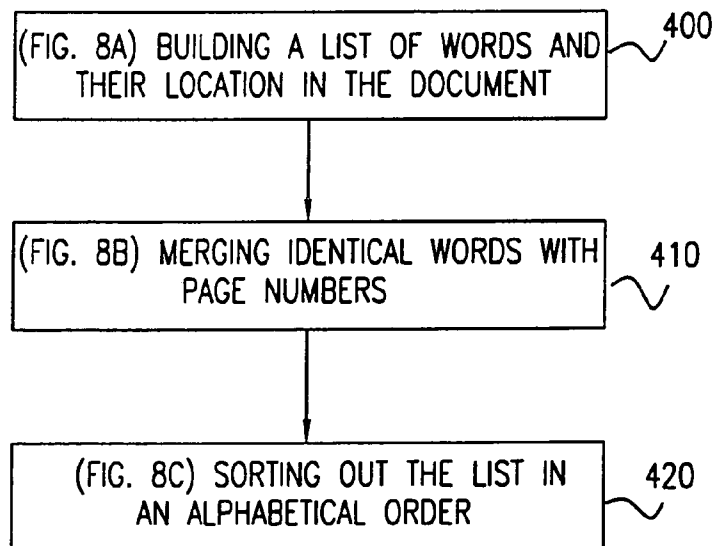 (FIG. 8A) BUILDING A LIST OF WORDS AND
THEIR LOCATION IN THE DOCUMENT
400
(FIG. 8B) MERGING IDENTICAL WORDS WITH
PAGE NUMBERS
410
(FIG. 8C) SORTING OUT THE LIST IN
AN ALPHABETICAL ORDER
420